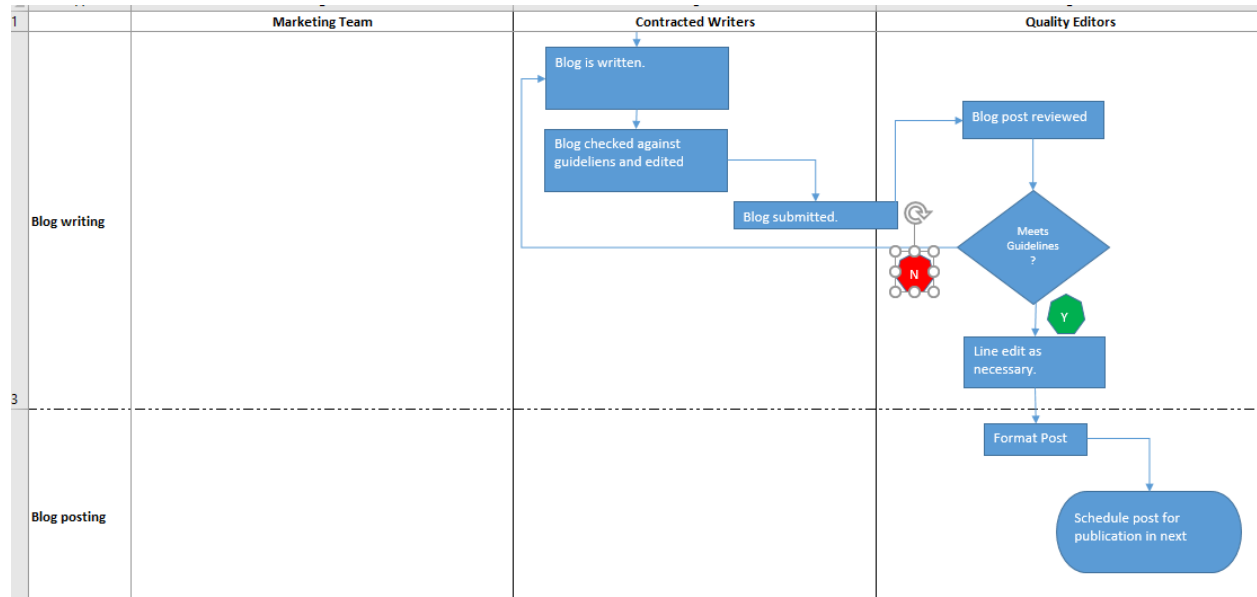 1
Marketing Team
Contracted Writers
Quality Editors
Blog is written.
Blog post reviewed
Blog checked against
guideliens and edited
Blog submitted.
Blog writing
Meets
Guidelines
?
N
Y
Line edit as
necessary.
3
Format Post
Blog posting
Schedule post for
publication in next